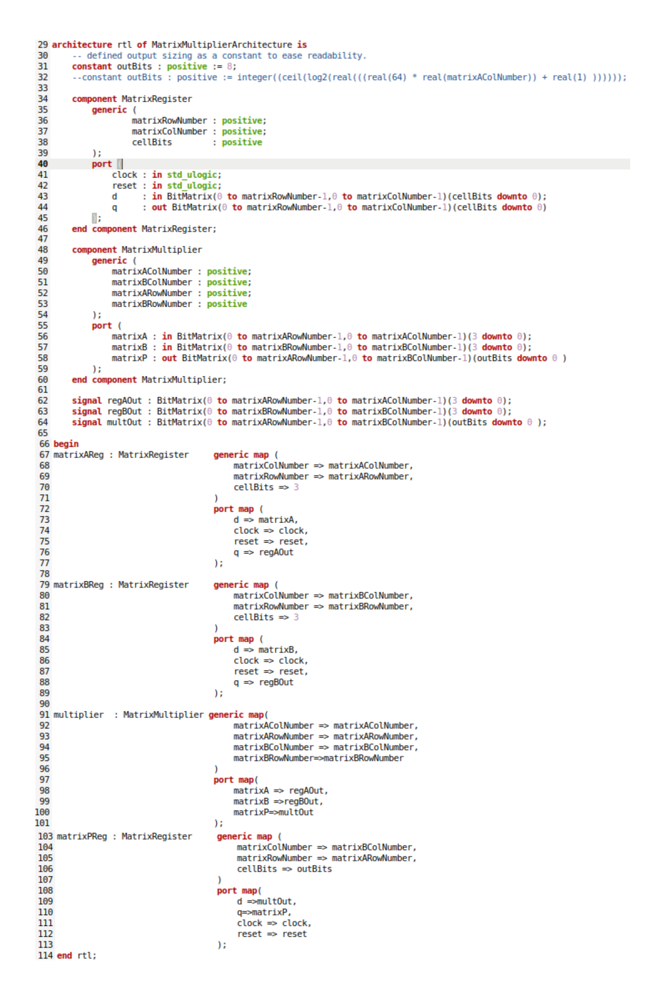 29 architecture rtl of MatrixMultiplierArchitecture is
30     -- defined output sizing as a constant to ease readability.
31     constant outBits : positive := 8;
32     --constant outBits : positive := integer((ceil(log2(real(((real(64) * real(matrixAColNumber)) + real(1) ))))));
33
34     component MatrixRegister
35         generic (
36                 matrixRowNumber : positive;
37                 matrixColNumber : positive;
38                 cellBits        : positive
39         );
40         port (
41             clock : in std_ulogic;
42             reset : in std_ulogic;
43             d     : in BitMatrix(0 to matrixRowNumber-1,0 to matrixColNumber-1)(cellBits downto 0);
44             q     : out BitMatrix(0 to matrixRowNumber-1,0 to matrixColNumber-1)(cellBits downto 0)
45         );
46     end component MatrixRegister;
47
48     component MatrixMultiplier
49         generic (
50             matrixAColNumber : positive;
51             matrixBColNumber : positive;
52             matrixARowNumber : positive;
53             matrixBRowNumber : positive
54         );
55         port (
56             matrixA : in BitMatrix(0 to matrixARowNumber-1,0 to matrixAColNumber-1)(3 downto 0);
57             matrixB : in BitMatrix(0 to matrixBRowNumber-1,0 to matrixBColNumber-1)(3 downto 0);
58             matrixP : out BitMatrix(0 to matrixARowNumber-1,0 to matrixBColNumber-1)(outBits downto 0 )
59         );
60     end component MatrixMultiplier;
61
62     signal regAOut : BitMatrix(0 to matrixARowNumber-1,0 to matrixAColNumber-1)(3 downto 0);
63     signal regBOut : BitMatrix(0 to matrixBRowNumber-1,0 to matrixBColNumber-1)(3 downto 0);
64     signal multOut : BitMatrix(0 to matrixARowNumber-1,0 to matrixBColNumber-1)(outBits downto 0 );
65
66 begin
67 matrixAReg : MatrixRegister     generic map (
68                                     matrixColNumber => matrixAColNumber,
69                                     matrixRowNumber => matrixARowNumber,
70                                     cellBits => 3
71                                 )
72                                 port map (
73                                     d => matrixA,
74                                     clock => clock,
75                                     reset => reset,
76                                     q => regAOut
77                                 );
78
79 matrixBReg : MatrixRegister     generic map (
80                                     matrixColNumber => matrixBColNumber,
81                                     matrixRowNumber => matrixBRowNumber,
82                                     cellBits => 3
83                                 )
84                                 port map (
85                                     d => matrixB,
86                                     clock => clock,
87                                     reset => reset,
88                                     q => regBOut
89                                 );
90
91 multiplier  : MatrixMultiplier generic map(
92                                     matrixAColNumber => matrixAColNumber,
93                                     matrixARowNumber => matrixARowNumber,
94                                     matrixBColNumber => matrixBColNumber,
95                                     matrixBRowNumber=>matrixBRowNumber
96                                 )
97                                 port map(
98                                     matrixA => regAOut,
99                                     matrixB =>regBOut,
100                                     matrixP=>multOut
101                                 );
103 matrixPReg : MatrixRegister     generic map (
104                                     matrixColNumber => matrixBColNumber,
105                                     matrixRowNumber => matrixARowNumber,
106                                     cellBits => outBits
107                                 )
108                                 port map(
109                                     d =>multOut,
110                                     q=>matrixP,
111                                     clock => clock,
112                                     reset => reset
113                                 );
114 end rtl;